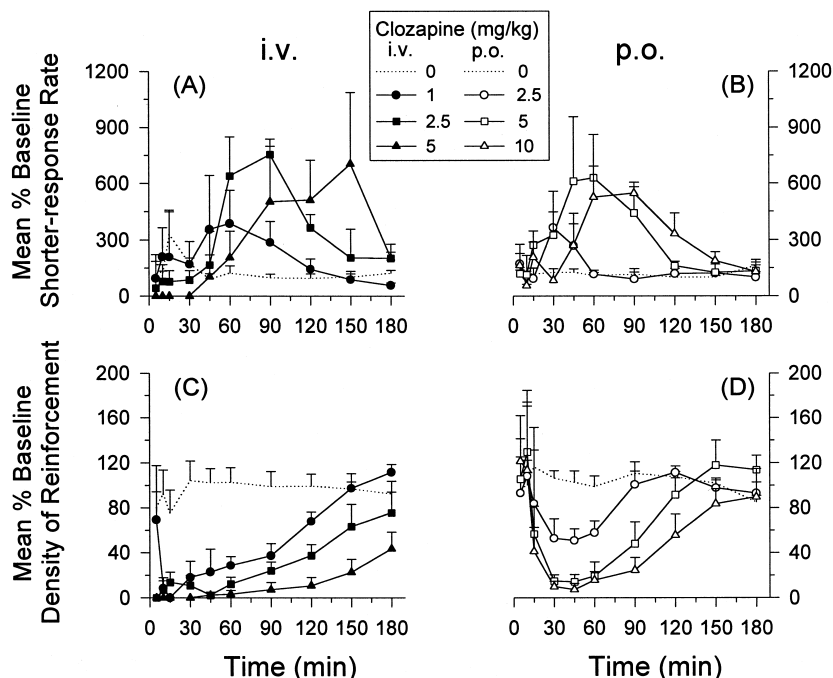 i.v.
p.o.
Clozapine (mg/kg)
i.v. p.o.
0 0
1 2.5
2.5 5
5 10
Mean % Baseline
Shorter-response Rate
1200
900
600
300
0
(A)
0 30 60 90 120 150 180
(B)
1200
900
600
300
0
0 30 60 90 120 150 180
Mean % Baseline
Density of Reinforcement
200
160
120
80
40
0
(C)
0 30 60 90 120 150 180
Time (min)
(D)
200
160
120
80
40
0
0 30 60 90 120 150 180
Time (min)